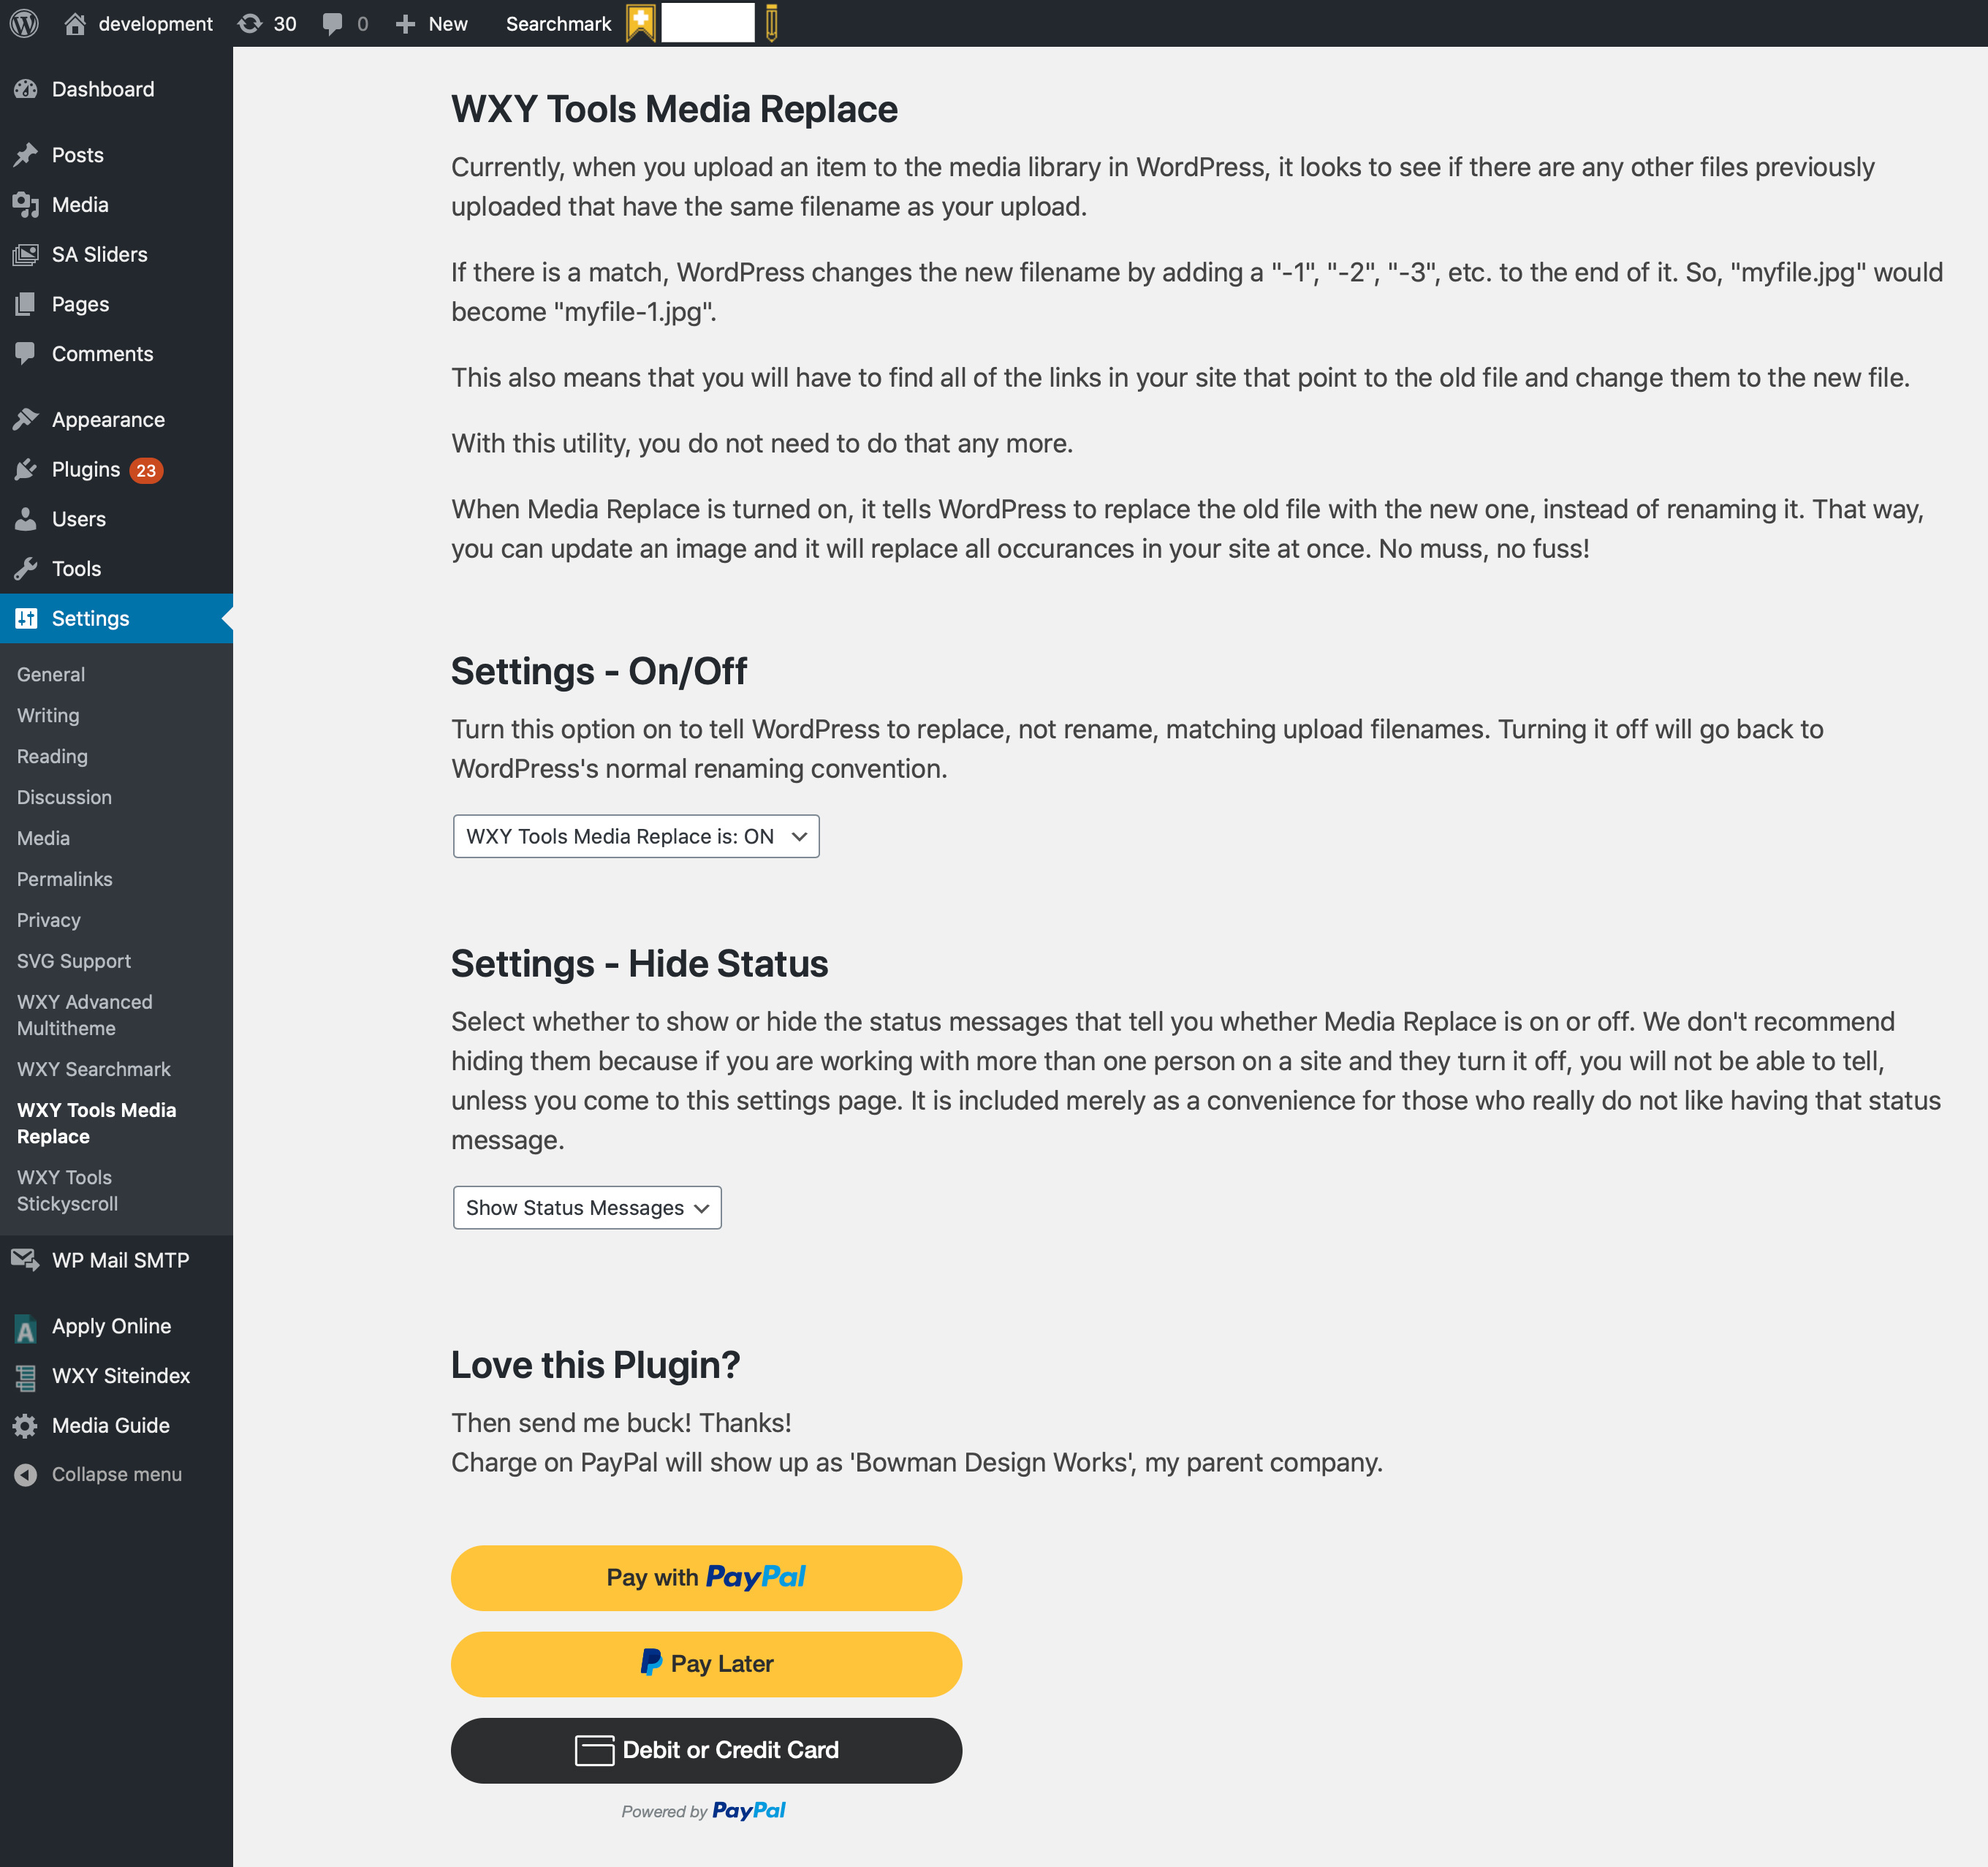 development 30 0 New Searchmark
Dashboard
Posts
Media
SA Sliders
Pages
Comments
Appearance
Plugins 23
Users
Tools
Settings
General
Writing
Reading
Discussion
Media
Permalinks
Privacy
SVG Support
WXY Advanced
Multitheme
WXY Searchmark
WXY Tools Media
Replace
WXY Tools
Stickyscroll
WP Mail SMTP
Apply Online
WXY Siteindex
Media Guide
Collapse menu
WXY Tools Media Replace
Currently, when you upload an item to the media library in WordPress, it looks to see if there are any other files previously
uploaded that have the same filename as your upload.
If there is a match, WordPress changes the new filename by adding a "-1", "-2", "-3", etc. to the end of it. So, "myfile.jpg" would
become "myfile-1.jpg".
This also means that you will have to find all of the links in your site that point to the old file and change them to the new file.
With this utility, you do not need to do that any more.
When Media Replace is turned on, it tells WordPress to replace the old file with the new one, instead of renaming it. That way,
you can update an image and it will replace all occurances in your site at once. No muss, no fuss!
Settings - On/Off
Turn this option on to tell WordPress to replace, not rename, matching upload filenames. Turning it off will go back to
WordPress's normal renaming convention.
WXY Tools Media Replace is: ON
Settings - Hide Status
Select whether to show or hide the status messages that tell you whether Media Replace is on or off. We don't recommend
hiding them because if you are working with more than one person on a site and they turn it off, you will not be able to tell,
unless you come to this settings page. It is included merely as a convenience for those who really do not like having that status
message.
Show Status Messages
Love this Plugin?
Then send me buck! Thanks!
Charge on PayPal will show up as 'Bowman Design Works', my parent company.
Pay with PayPal
Pay Later
Debit or Credit Card
Powered by PayPal